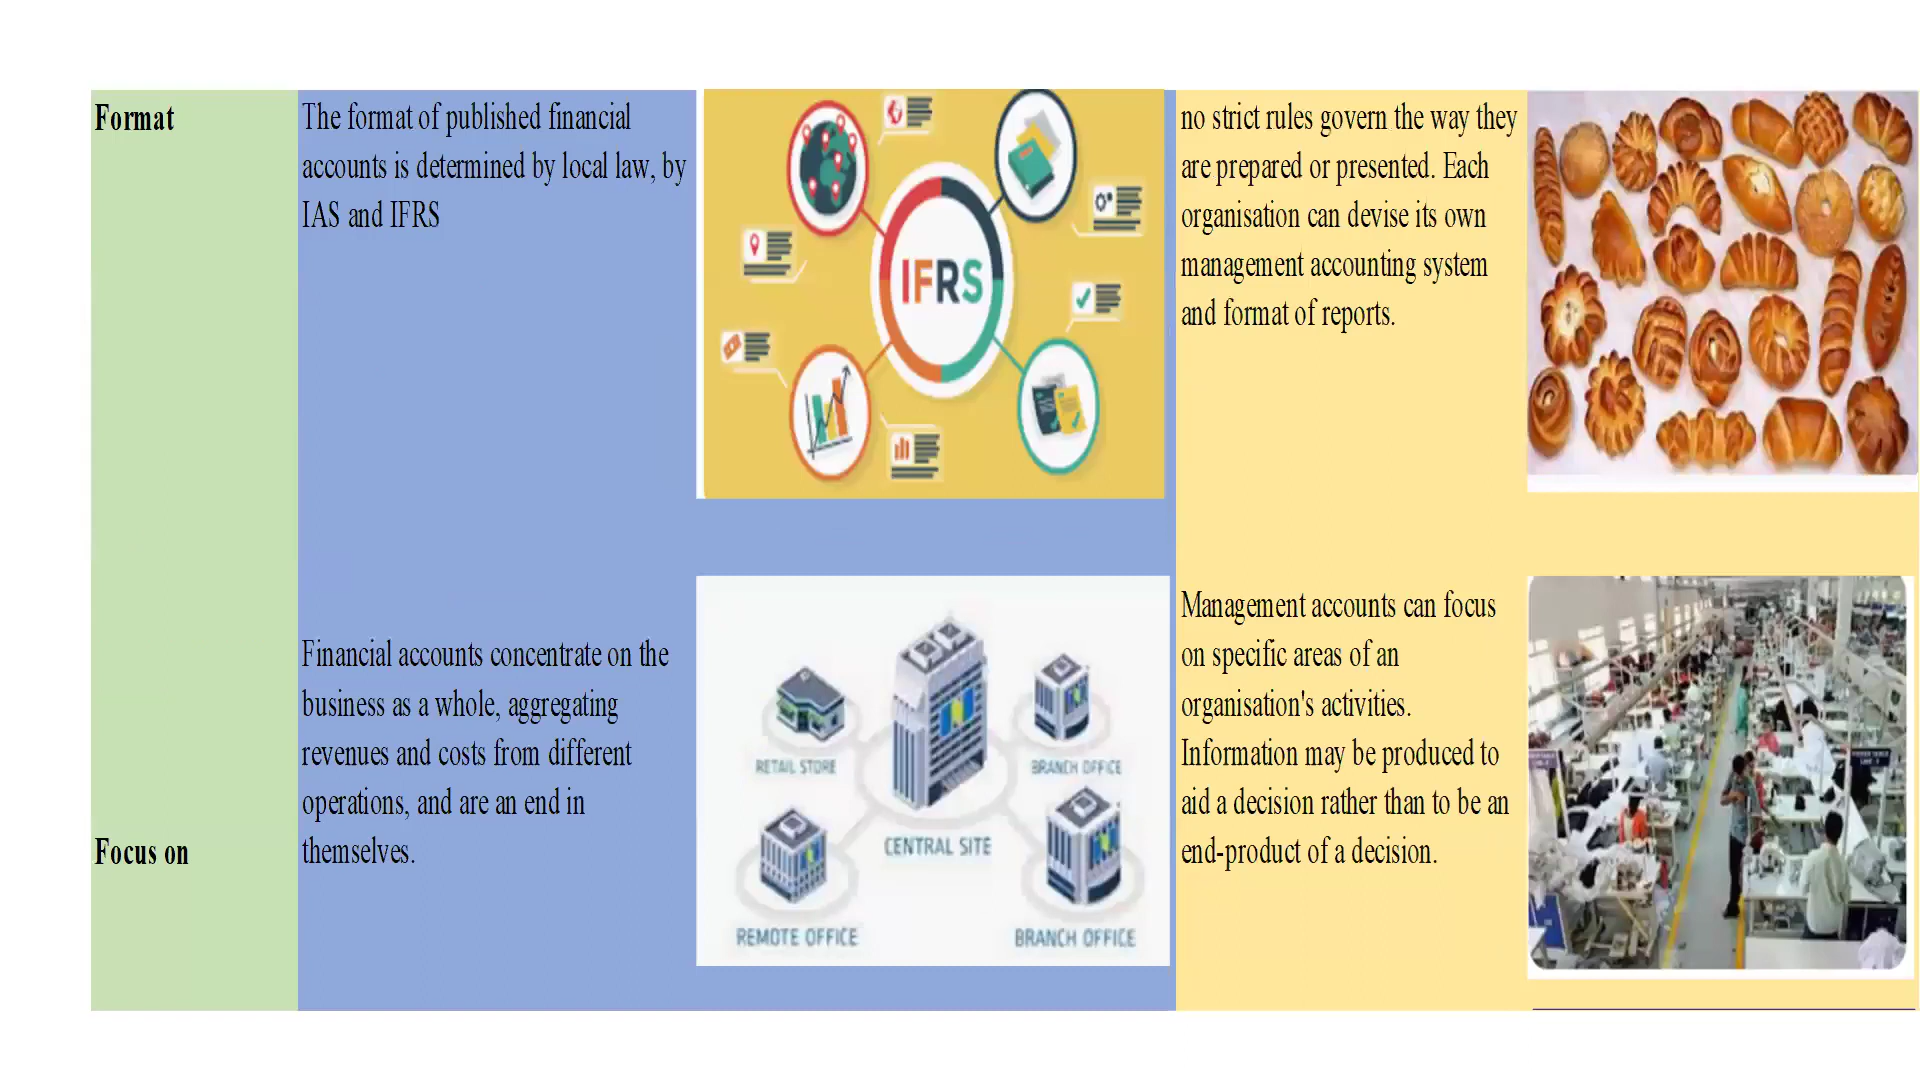 Format
The format of published financial
accounts is determined by local law, by
IAS and IFRS
IFRS
no strict rules govern the way they
are prepared or presented. Each
organisation can devise its own
management accounting system
and format of reports.
Focus on
Financial accounts concentrate on the
business as a whole, aggregating
revenues and costs from different
operations, and are an end in
themselves.
RETAIL STORE
BRANCH OFFICE
CENTRAL SITE
REMOTE OFFICE
BRANCH OFFICE
Management accounts can focus
on specific areas of an
organisation's activities.
Information may be produced to
aid a decision rather than to be an
end-product of a decision.